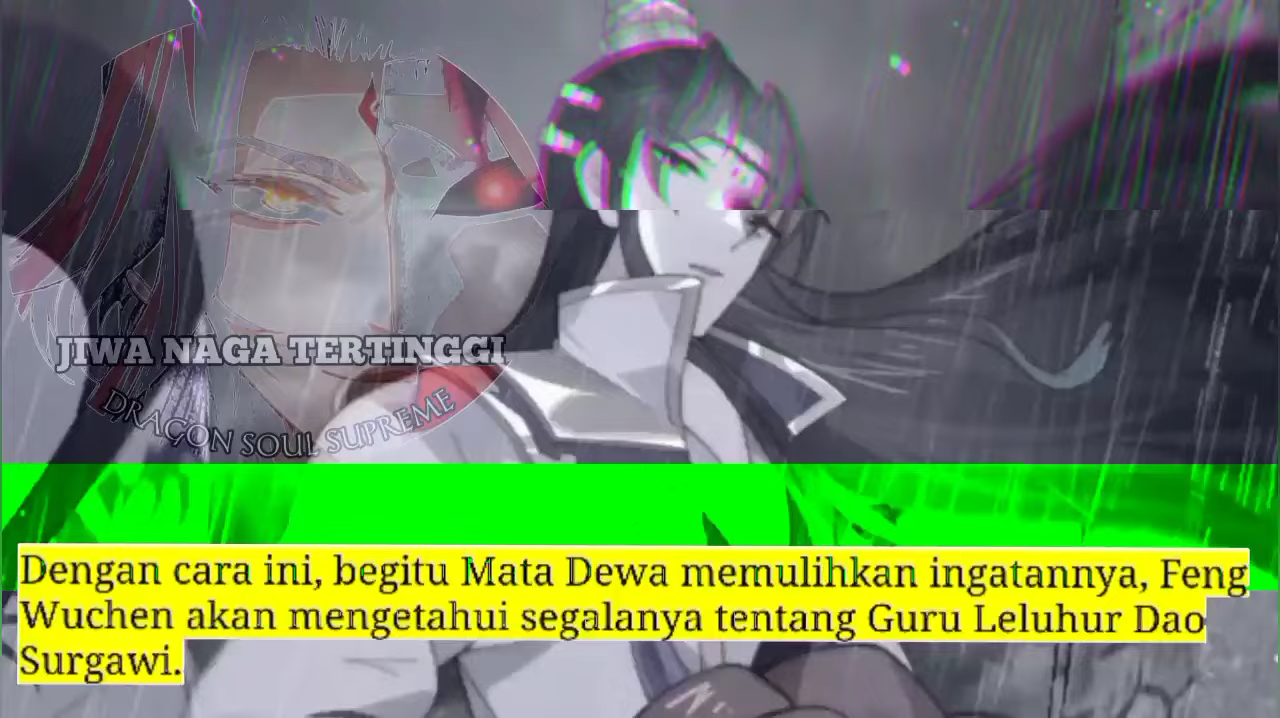 JIWA NAGA TERTINGGI
DRAGON SOUL SUPREME
Dengan cara ini, begitu Mata Dewa memulihkan ingatannya, Feng
Wuchen akan mengetahui segalanya tentang Guru Leluhur Dao
Surgawi.